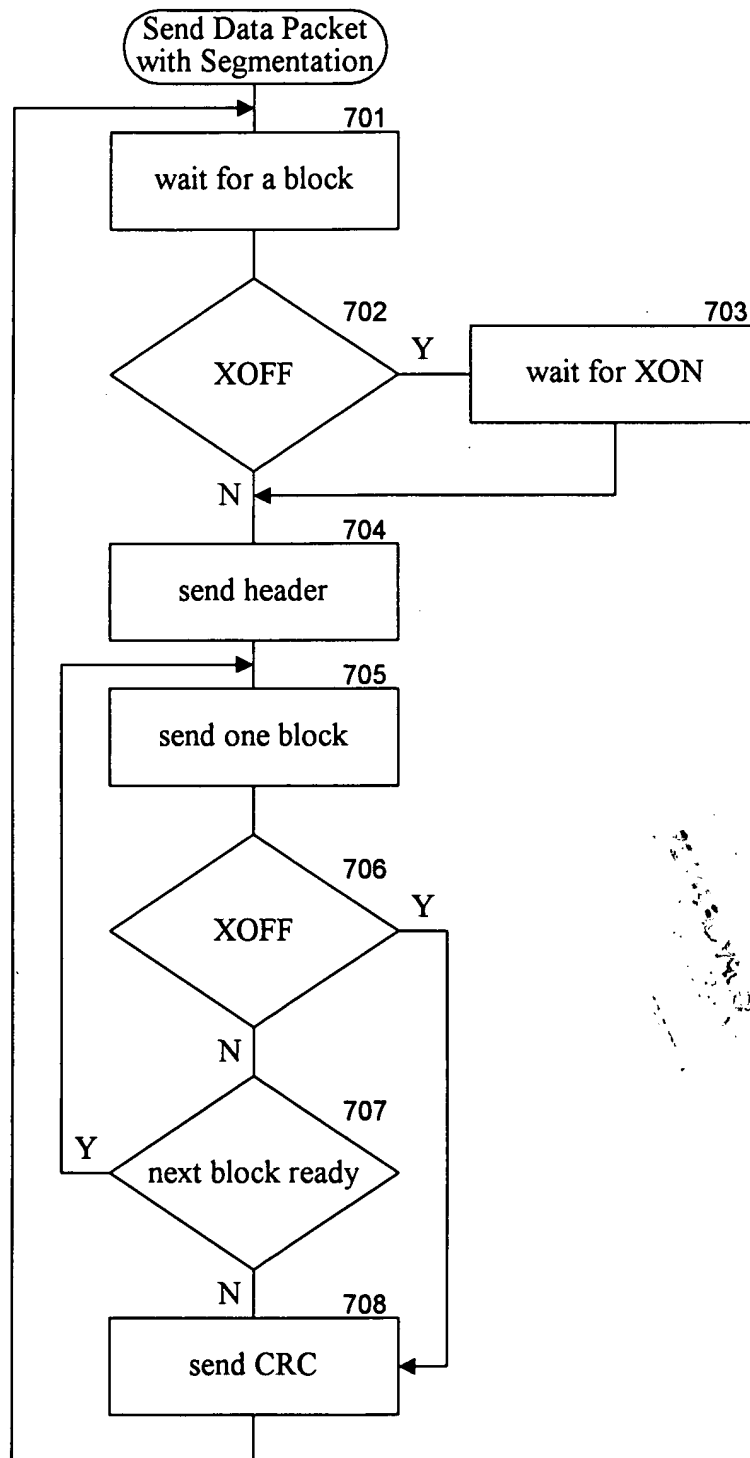 Send Data Packet
with Segmentation
701
wait for a block
702
XOFF
Y
703
wait for XON
N
704
send header
705
send one block
706
XOFF
Y
N
707
Y
next block ready
N
708
send CRC